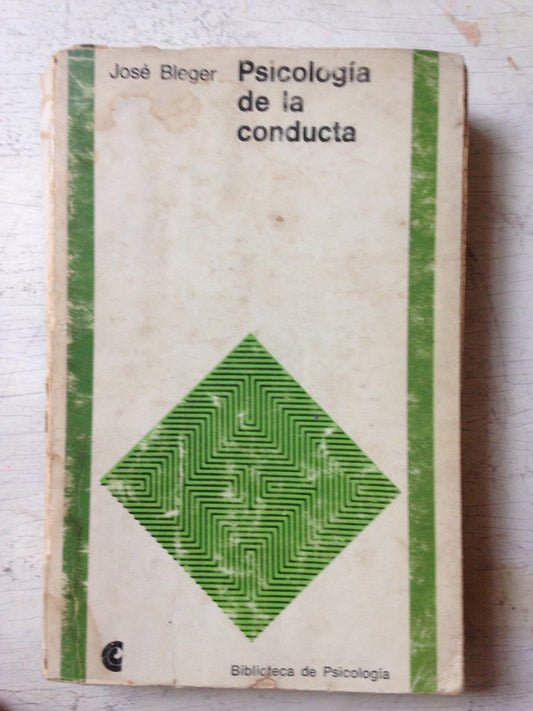 José Bleger
Psicología
de la
conducta
Biblioteca de Psicología